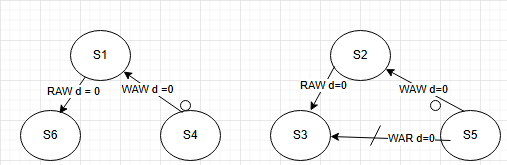 S1
S2
RAW d = 0
WAW d =0
RAW d=0
WAW d=0
S6
S4
S3
WAR d=0
S5